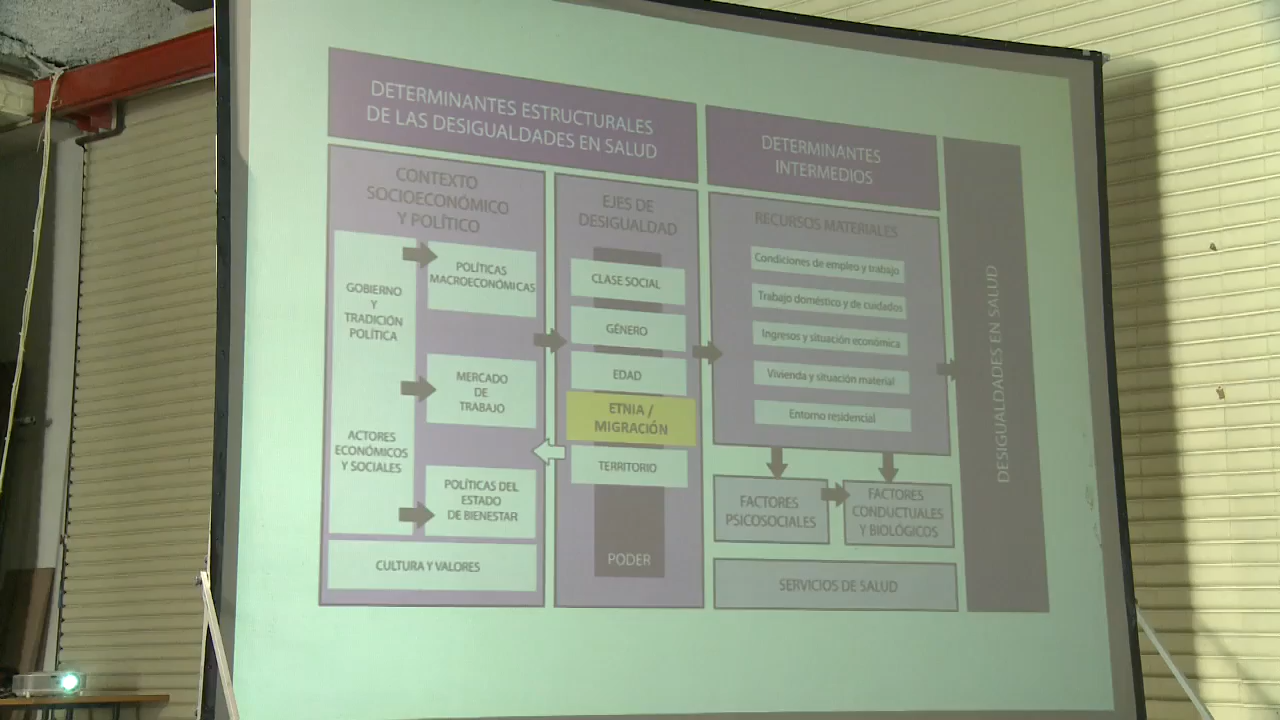 DETERMINANTES ESTRUCTURALES
DE LAS DESIGUALDADES EN SALUD
DETERMINANTES
INTERMEDIOS
CONTEXTO
SOCIOECONÓMICO
Y POLÍTICO
GOBIERNO
Y
TRADICIÓN
POLÍTICA
ACTORES
ECONÓMICOS
Y SOCIALES
POLÍTICAS
MACROECONÓMICAS
MERCADO
DE
TRABAJO
POLÍTICAS DEL
ESTADO
DE BIENESTAR
CULTURA Y VALORES
EJES DE
DESIGUALDAD
CLASE SOCIAL
GÉNERO
EDAD
ETNIA /
MIGRACIÓN
TERRITORIO
PODER
RECURSOS MATERIALES
Condiciones de empleo y trabajo
Trabajo doméstico y de cuidados
Ingresos y situación económica
Vivienda y situación material
Entorno residencial
FACTORES
PSICOSOCIALES
FACTORES
CONDUCTUALES
Y BIOLÓGICOS
SERVICIOS DE SALUD
DESIGUALDADES EN SALUD